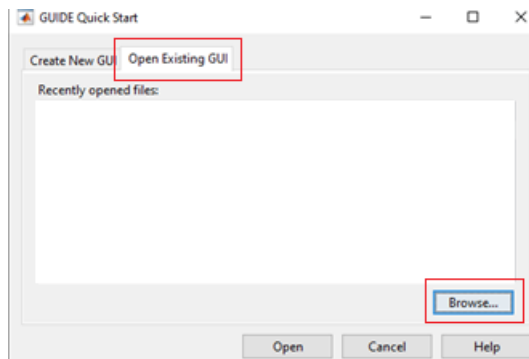 GUIDE Quick Start
Create New GUI Open Existing GUI
Recently opened files:
Browse...
Open Cancel Help